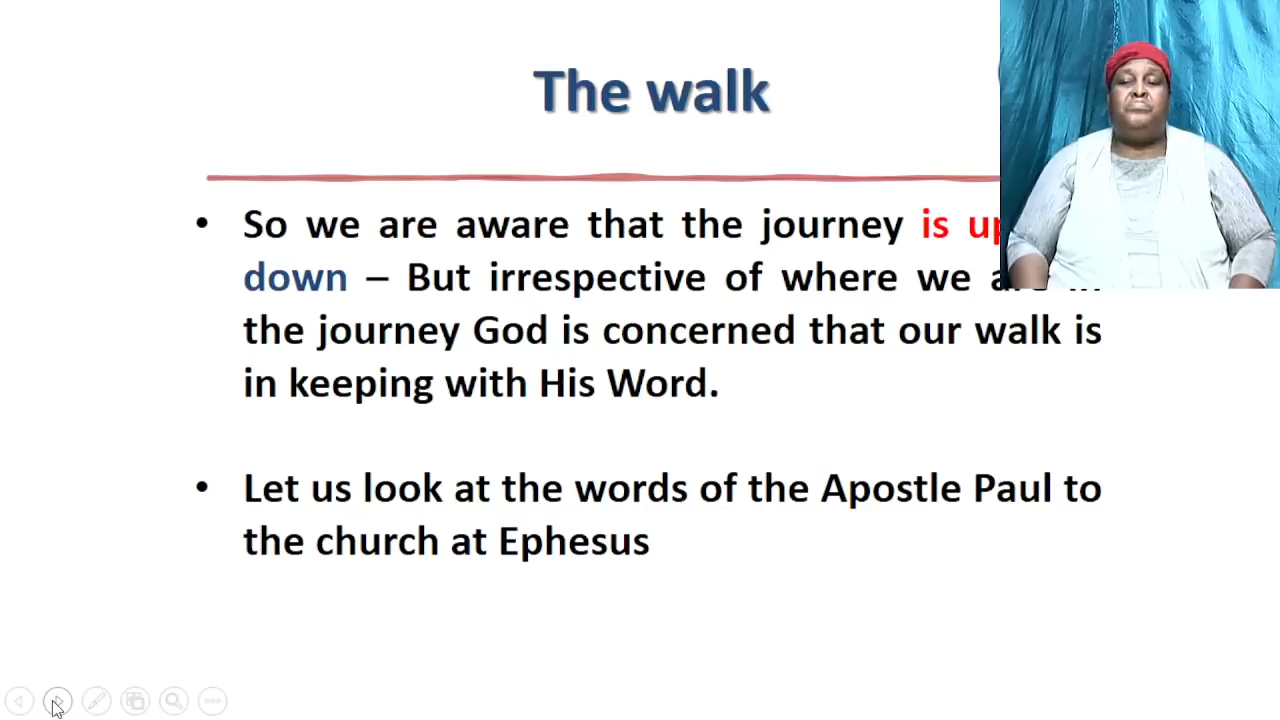 The walk
• So we are aware that the journey is up
down – But irrespective of where we are in
the journey God is concerned that our walk is
in keeping with His Word.
• Let us look at the words of the Apostle Paul to
the church at Ephesus